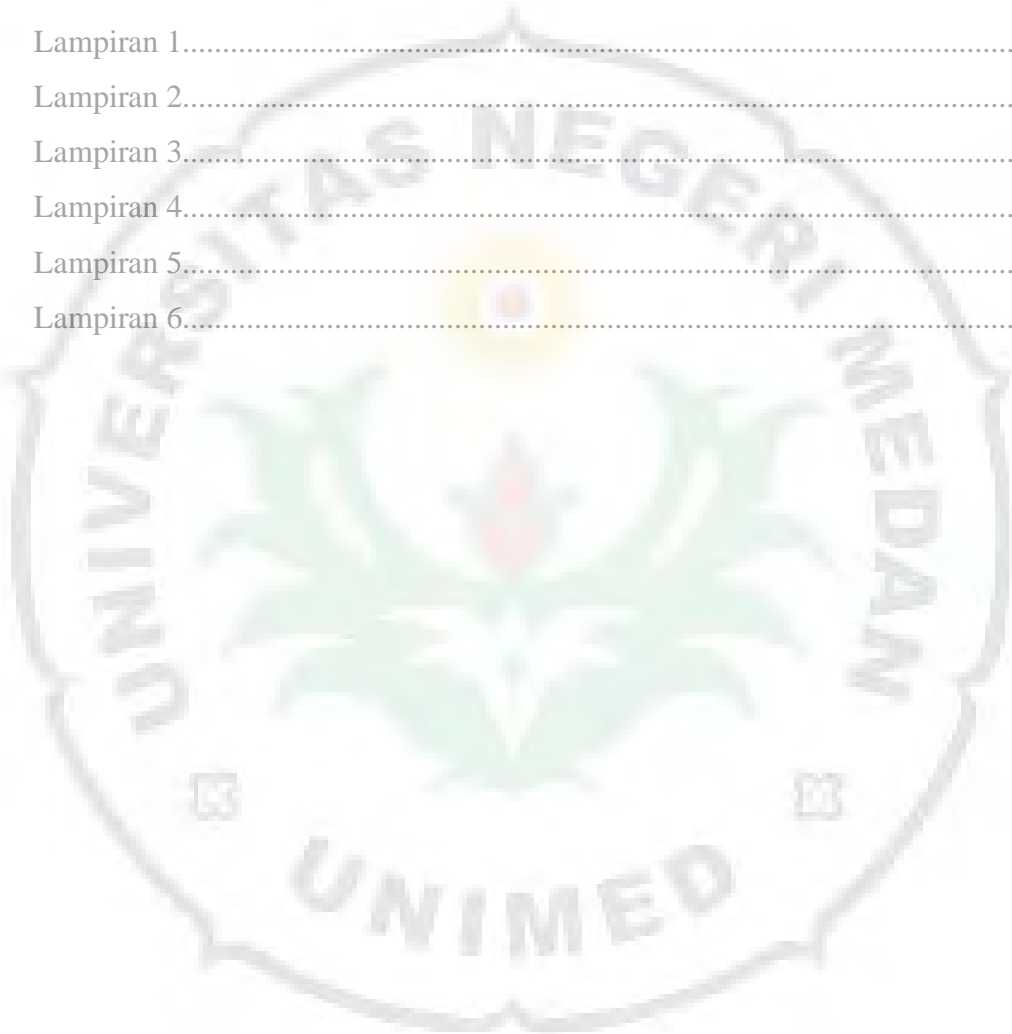 Lampiran 1....................................................................................................
Lampiran 2....................................................................................................
Lampiran 3....................................................................................................
Lampiran 4....................................................................................................
Lampiran 5....................................................................................................
Lampiran 6....................................................................................................
UNIVERSITAS NEGERI MEDAN
UNIMED